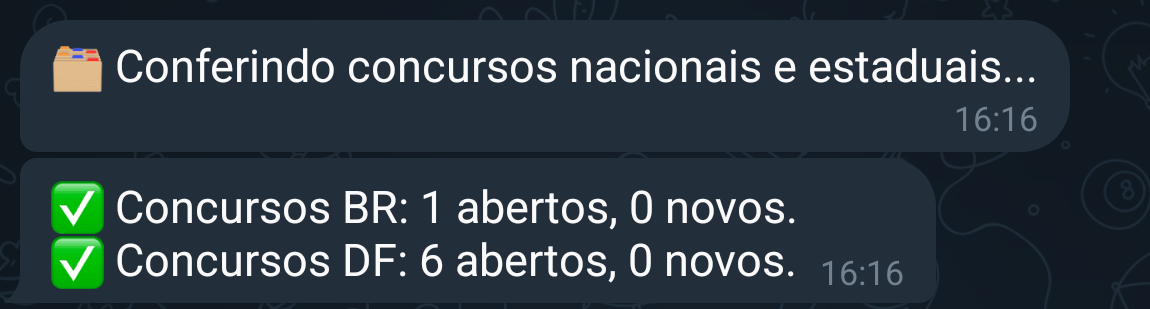 🗂️ Conferindo concursos nacionais e estaduais...
16:16
✅ Concursos BR: 1 abertos, 0 novos.
✅ Concursos DF: 6 abertos, 0 novos. 16:16